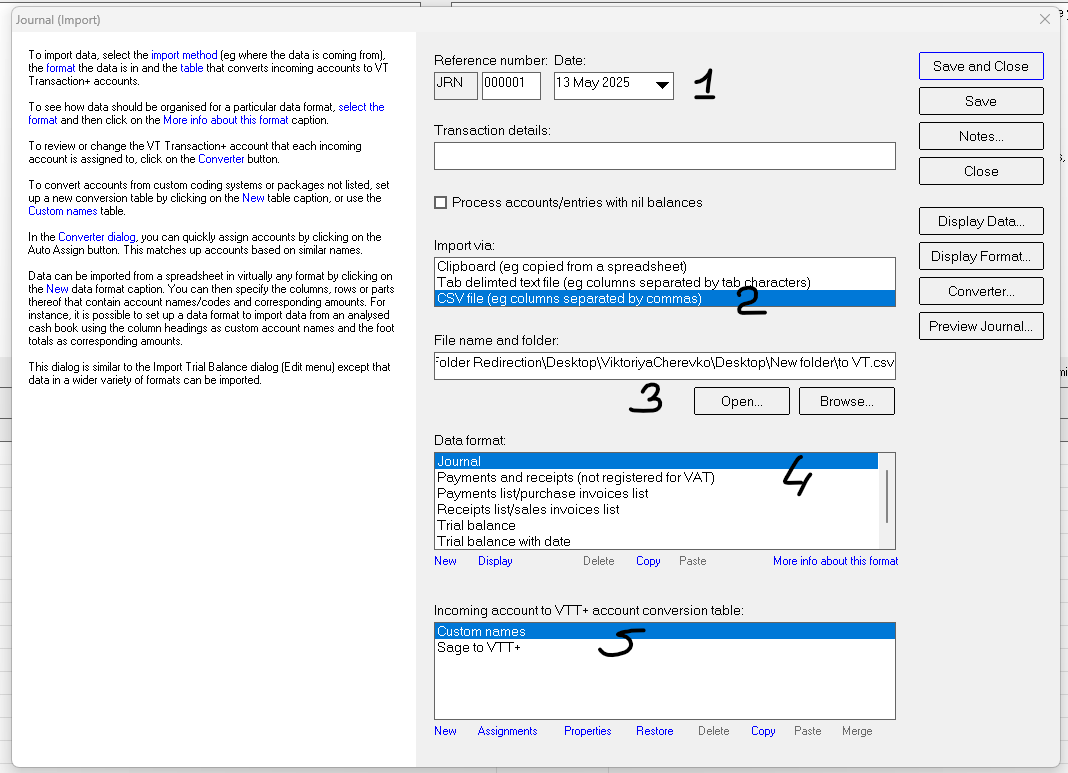 Journal (Import)
To import data, select the import method (eg where the data is coming from),
the format the data is in and the table that converts incoming accounts to VT
Transaction+ accounts.
To see how data should be organised for a particular data format, select the
format and then click on the More info about this format caption.
To review or change the VT Transaction+ account that each incoming
account is assigned to, click on the Converter button.
To convert accounts from custom coding systems or packages not listed, set
up a new conversion table by clicking on the New table caption, or use the
Custom names table.
In the Converter dialog, you can quickly assign accounts by clicking on the
Auto Assign button. This matches up accounts based on similar names.
Data can be imported from a spreadsheet in virtually any format by clicking on
the New data format caption. You can then specify the columns, rows or parts
thereof that contain account names/codes and corresponding amounts. For
instance, it is possible to set up a data format to import data from an analysed
cash book using the column headings as custom account names and the foot
totals as corresponding amounts.
This dialog is similar to the Import Trial Balance dialog (Edit menu) except that
data in a wider variety of formats can be imported.
Reference number: Date:
JRN 000001 13 May 2025 1
Transaction details:
Process accounts/entries with nil balances
Import via:
Clipboard (eg copied from a spreadsheet)
Tab delimted text file (eg columns separated by tab characters)
CSV file (eg columns separated by commas) 2
File name and folder:
Folder Redirection\Desktop\ViktoriyaCherevko\Desktop\New folder\to VT.csv
3 Open... Browse...
Data format:
Journal
4
Payments and receipts (not registered for VAT)
Payments list/purchase invoices list
Receipts list/sales invoices list
Trial balance
Trial balance with date
New Display Delete Copy Paste More info about this format
Incoming account to VTT+ account conversion table:
Custom names
5
Sage to VTT+
New Assignments Properties Restore Delete Copy Paste Merge
Save and Close
Save
Notes...
Close
Display Data...
Display Format...
Converter...
Preview Journal...